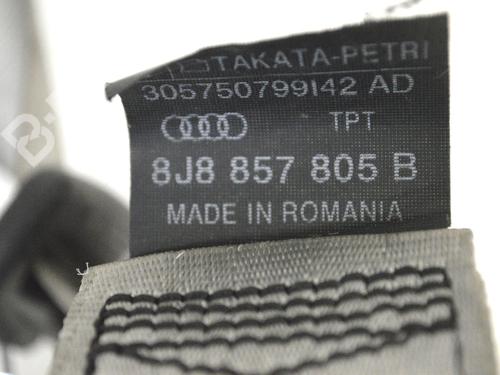 TAKATA-PETRI
305750799142 AD
TPT
8J8 857 805 B
MADE IN ROMANIA